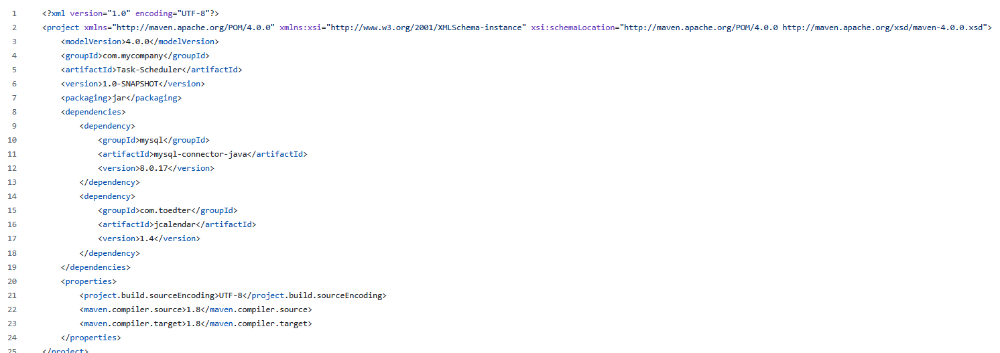 1 <?xml version="1.0" encoding="UTF-8"?>
2 <project xmlns="http://maven.apache.org/POM/4.0.0" xmlns:xsi="http://www.w3.org/2001/XMLSchema-instance" xsi:schemaLocation="http://maven.apache.org/POM/4.0.0 http://maven.apache.org/xsd/maven-4.0.0.xsd">
3     <modelVersion>4.0.0</modelVersion>
4     <groupId>com.mycompany</groupId>
5     <artifactId>Task-Scheduler</artifactId>
6     <version>1.0-SNAPSHOT</version>
7     <packaging>jar</packaging>
8     <dependencies>
9         <dependency>
10             <groupId>mysql</groupId>
11             <artifactId>mysql-connector-java</artifactId>
12             <version>8.0.17</version>
13         </dependency>
14         <dependency>
15             <groupId>com.toedter</groupId>
16             <artifactId>jcalendar</artifactId>
17             <version>1.4</version>
18         </dependency>
19     </dependencies>
20     <properties>
21         <project.build.sourceEncoding>UTF-8</project.build.sourceEncoding>
22         <maven.compiler.source>1.8</maven.compiler.source>
23         <maven.compiler.target>1.8</maven.compiler.target>
24     </properties>
25 </project>